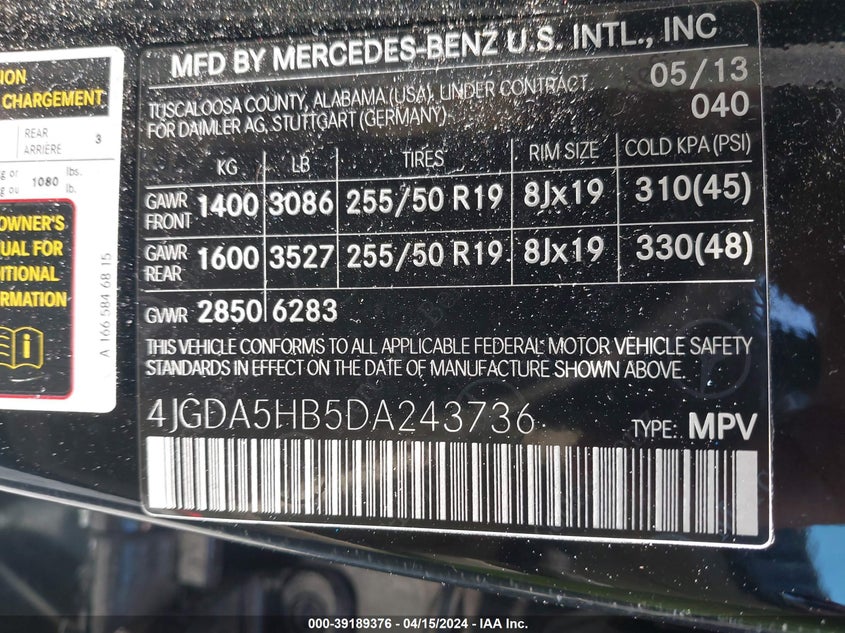 ION
CHARGEMENT
REAR
ARRIÈRE 3
g or 1080 lbs.
g ou lb.
OWNER'S
UAL FOR
ITIONAL
ORMATION
A 166 584 68 15
MFD BY MERCEDES-BENZ U.S. INTL., INC
TUSCALOOSA COUNTY, ALABAMA (USA), UNDER CONTRACT 05/13
FOR DAIMLER AG, STUTTGART (GERMANY) 040
KG LB TIRES RIM SIZE COLD KPA (PSI)
GAWR FRONT 1400 3086 255/50 R19 8Jx19 310(45)
GAWR REAR 1600 3527 255/50 R19 8Jx19 330(48)
GVWR 2850 6283
THIS VEHICLE CONFORMS TO ALL APPLICABLE FEDERAL MOTOR VEHICLE SAFETY
STANDARDS IN EFFECT ON THE DATE OF MANUFACTURE SHOWN ABOVE.
4JGDA5HB5DA243736 TYPE: MPV
000-39189376 - 04/15/2024 - IAA Inc.